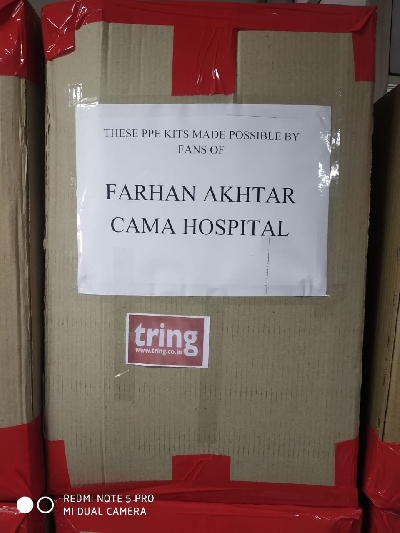 THESE PPE KITS MADE POSSIBLE BY
FANS OF
FARHAN AKHTAR
CAMA HOSPITAL
tring
www.tring.co.in
REDMI NOTE 5 PRO
MI DUAL CAMERA